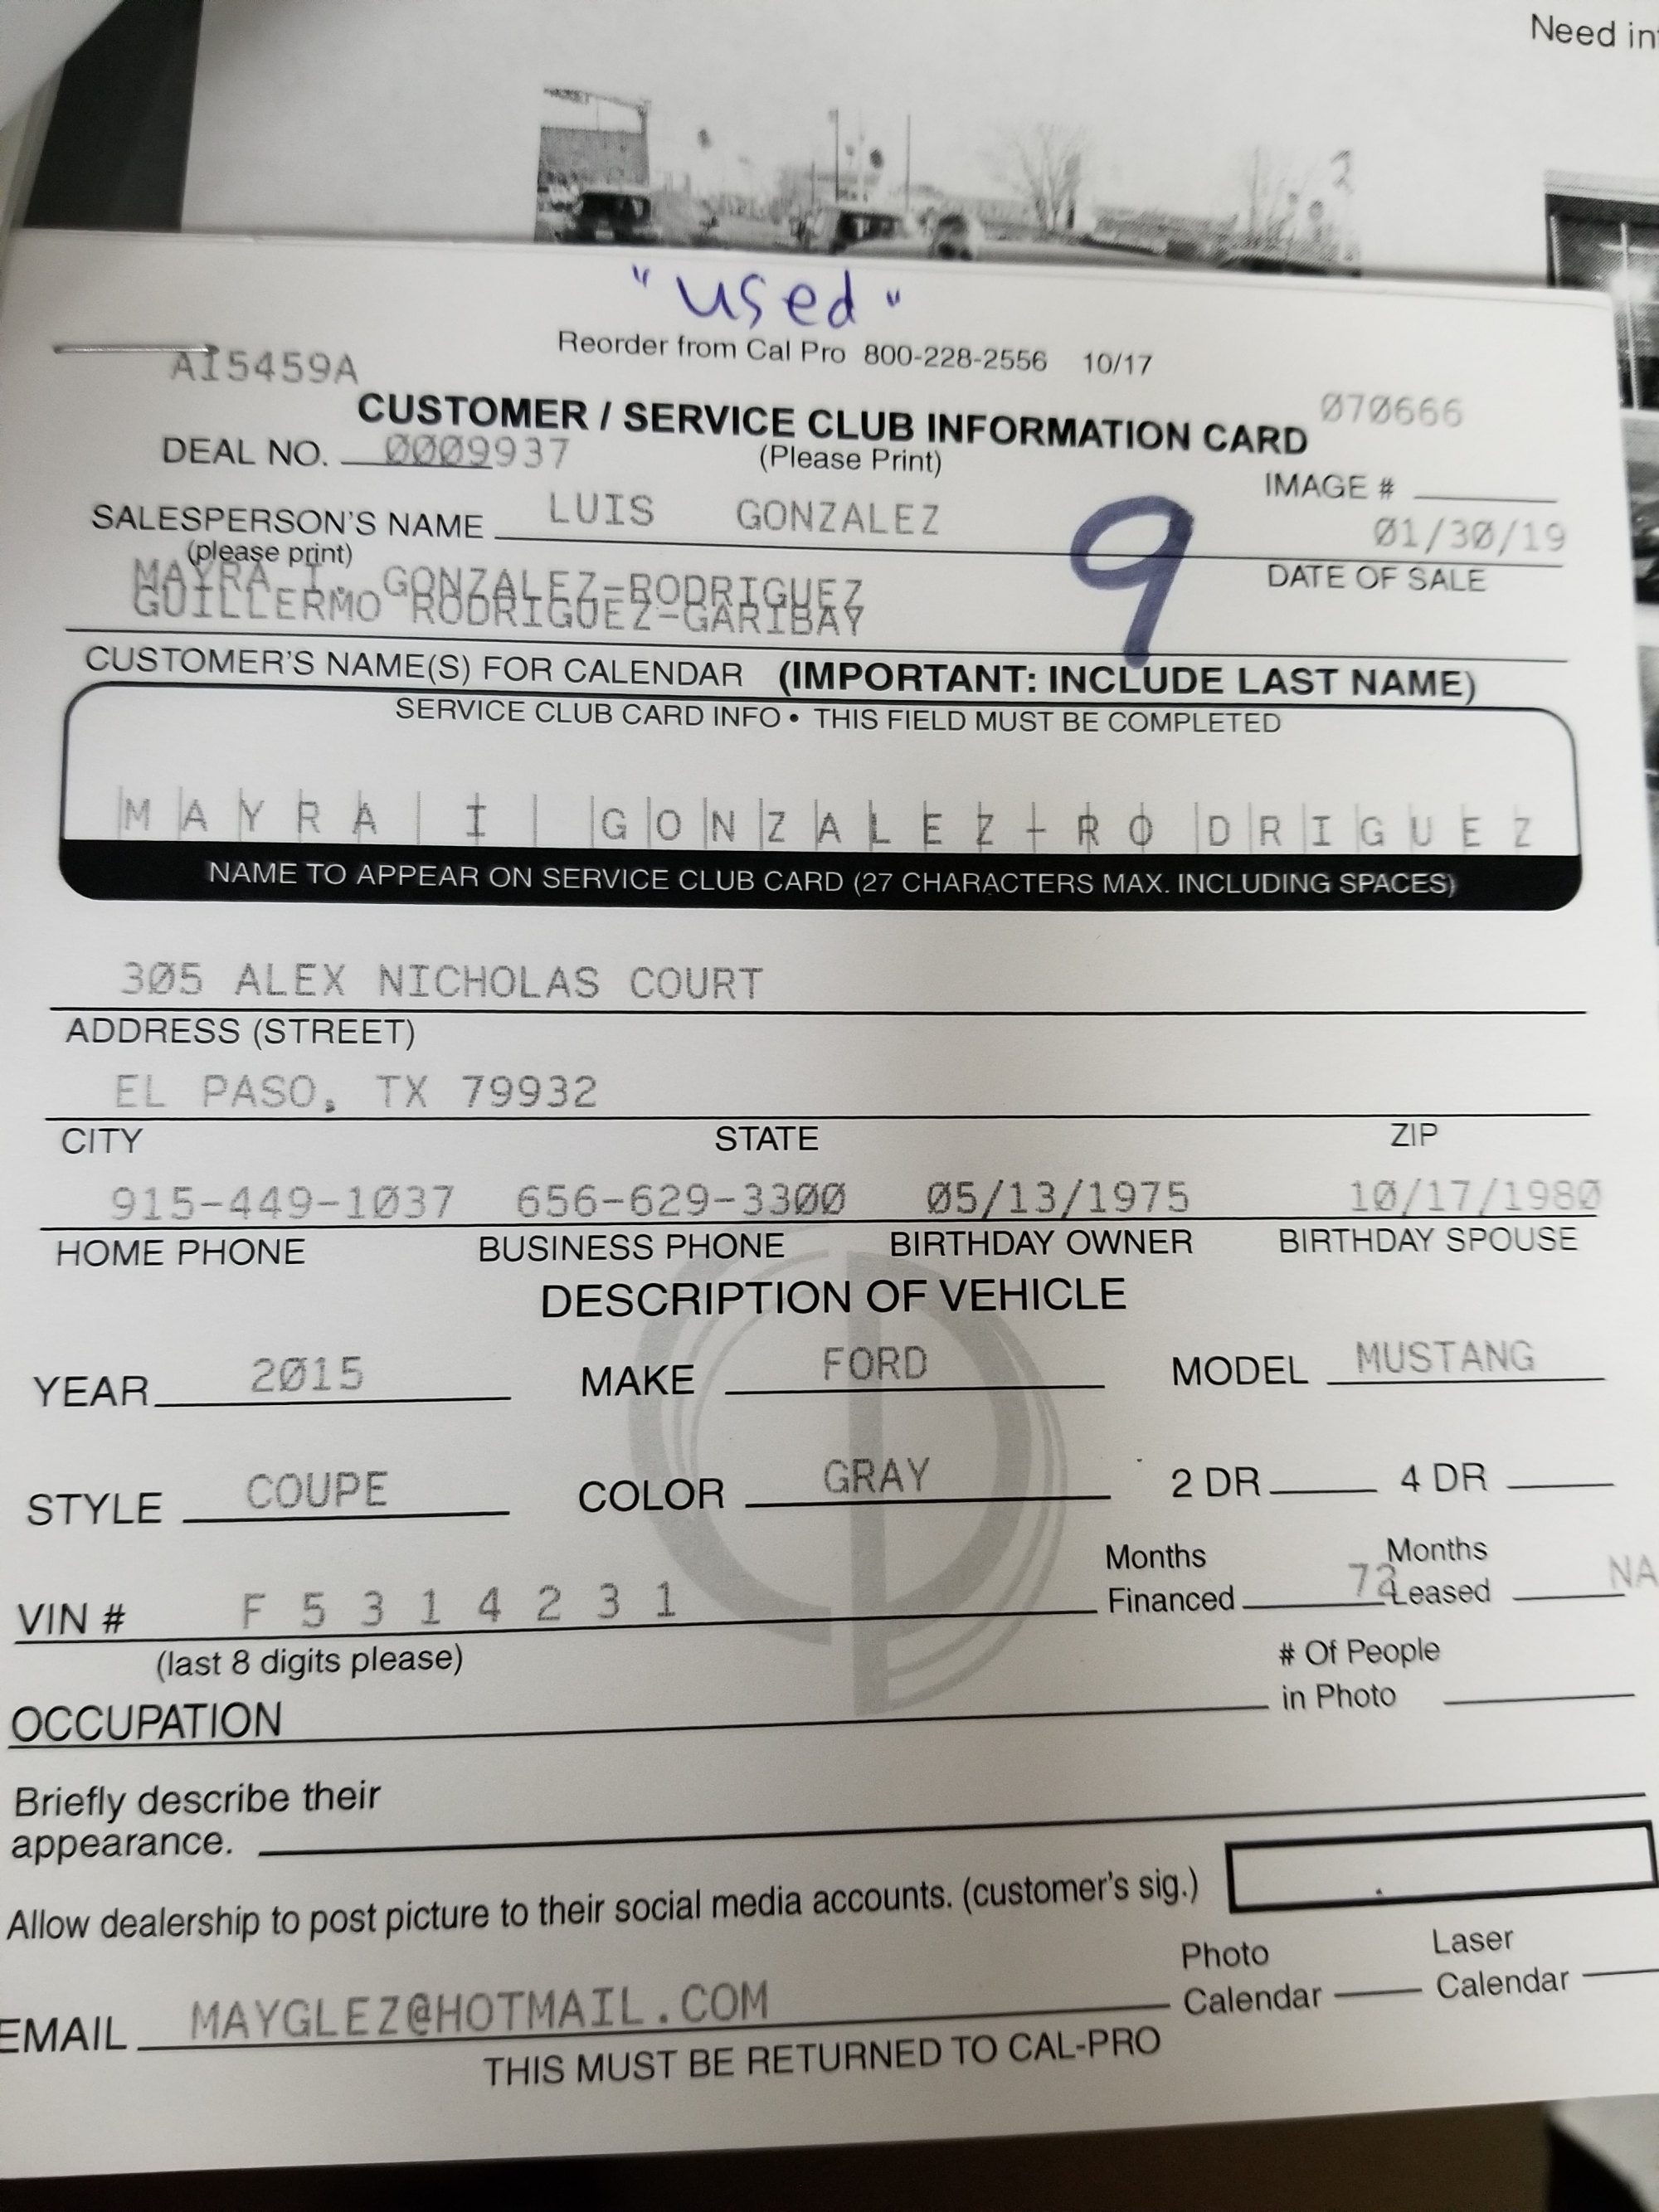 Need in
"used"
Reorder from Cal Pro 800-228-2556 10/17
AI5459A
CUSTOMER / SERVICE CLUB INFORMATION CARD 070666
DEAL NO. 0009937 (Please Print)
IMAGE #
SALESPERSON'S NAME LUIS GONZALEZ 9 01/30/19
(please print) DATE OF SALE
MAYRA I. GONZALEZ-RODRIGUEZ
GUILLERMO RODRIGUEZ-GARIBAY
CUSTOMER'S NAME(S) FOR CALENDAR (IMPORTANT: INCLUDE LAST NAME)
SERVICE CLUB CARD INFO • THIS FIELD MUST BE COMPLETED
MAYRA I GONZALEZ-RODRIGUEZ
NAME TO APPEAR ON SERVICE CLUB CARD (27 CHARACTERS MAX. INCLUDING SPACES)
305 ALEX NICHOLAS COURT
ADDRESS (STREET)
EL PASO, TX 79932
CITY STATE ZIP
915-449-1037 656-629-3300 05/13/1975 10/17/1980
HOME PHONE BUSINESS PHONE BIRTHDAY OWNER BIRTHDAY SPOUSE
DESCRIPTION OF VEHICLE
YEAR 2015 MAKE FORD MODEL MUSTANG
STYLE COUPE COLOR GRAY 2 DR 4 DR
VIN # F 5 3 1 4 2 3 1 Months Financed 72 Months Leased NA
(last 8 digits please)
OCCUPATION # Of People in Photo
Briefly describe their
appearance.
Allow dealership to post picture to their social media accounts. (customer's sig.)
EMAIL MAYGLEZ@HOTMAIL.COM Photo Calendar Laser Calendar
THIS MUST BE RETURNED TO CAL-PRO